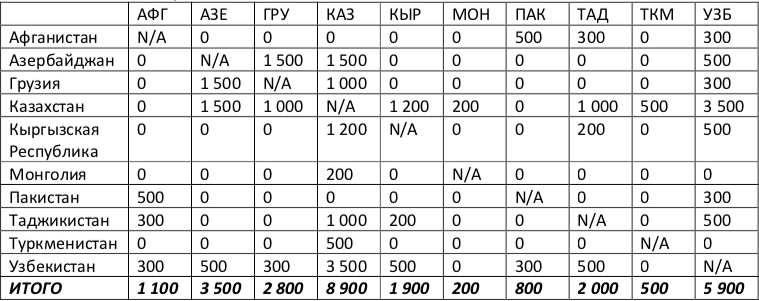 АФГ АЗЕ ГРУ КАЗ КЫР МОН ПАК ТАД ТКМ УЗБ
Афганистан N/A 0 0 0 0 0 500 300 0 300
Азербайджан 0 N/A 1 500 1 500 0 0 0 0 0 500
Грузия 0 1 500 N/A 1 000 0 0 0 0 0 300
Казахстан 0 1 500 1 000 N/A 1 200 200 0 1 000 500 3 500
Кыргызская 0 0 0 1 200 N/A 0 0 200 0 500
Республика
Монголия 0 0 0 200 0 N/A 0 0 0 0
Пакистан 500 0 0 0 0 0 N/A 0 0 300
Таджикистан 300 0 0 1 000 200 0 0 N/A 0 500
Туркменистан 0 0 0 500 0 0 0 0 N/A 0
Узбекистан 300 500 300 3 500 500 0 300 500 0 N/A
ИТОГО 1 100 3 500 2 800 8 900 1 900 200 800 2 000 500 5 900